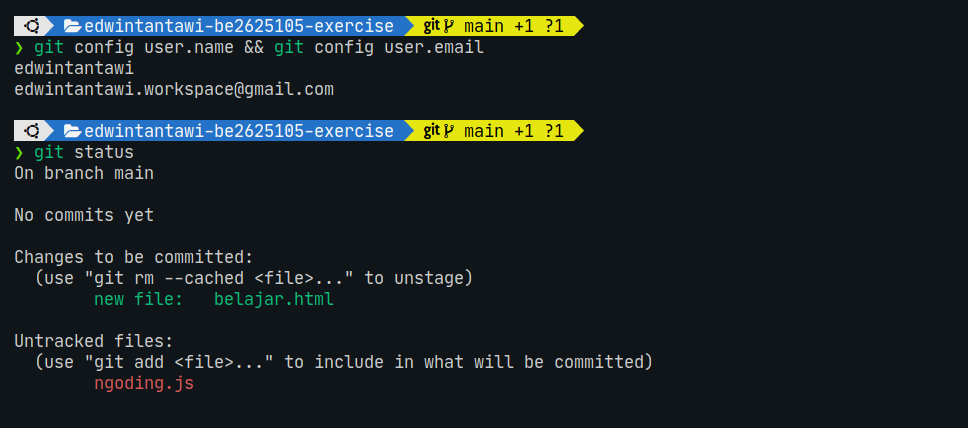 edwintantawi-be2625105-exercise git main +1 ?1
❯ git config user.name && git config user.email
edwintantawi
edwintantawi.workspace@gmail.com
edwintantawi-be2625105-exercise git main +1 ?1
❯ git status
On branch main
No commits yet
Changes to be committed:
(use "git rm --cached <file>..." to unstage)
new file: belajar.html
Untracked files:
(use "git add <file>..." to include in what will be committed)
ngoding.js